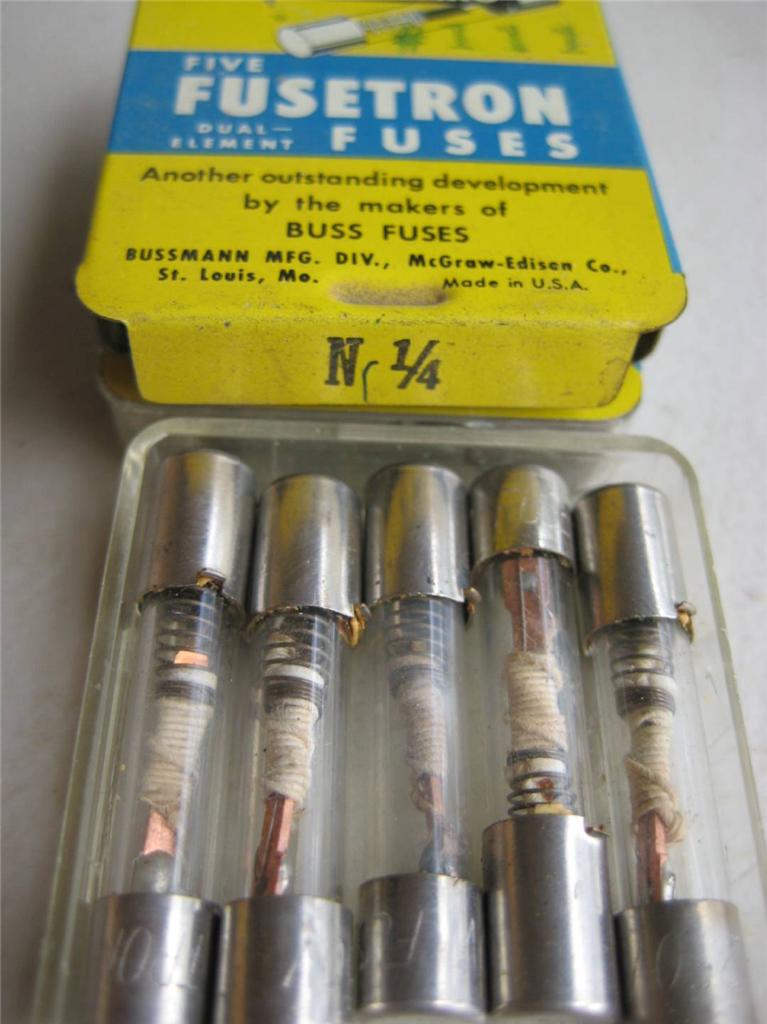 #111
FIVE
FUSETRON
DUAL-
ELEMENT FUSES
Another outstanding development
by the makers of
BUSS FUSES
BUSSMANN MFG. DIV., McGraw-Edison Co.,
St. Louis, Mo. Made in U.S.A.
N 1/4